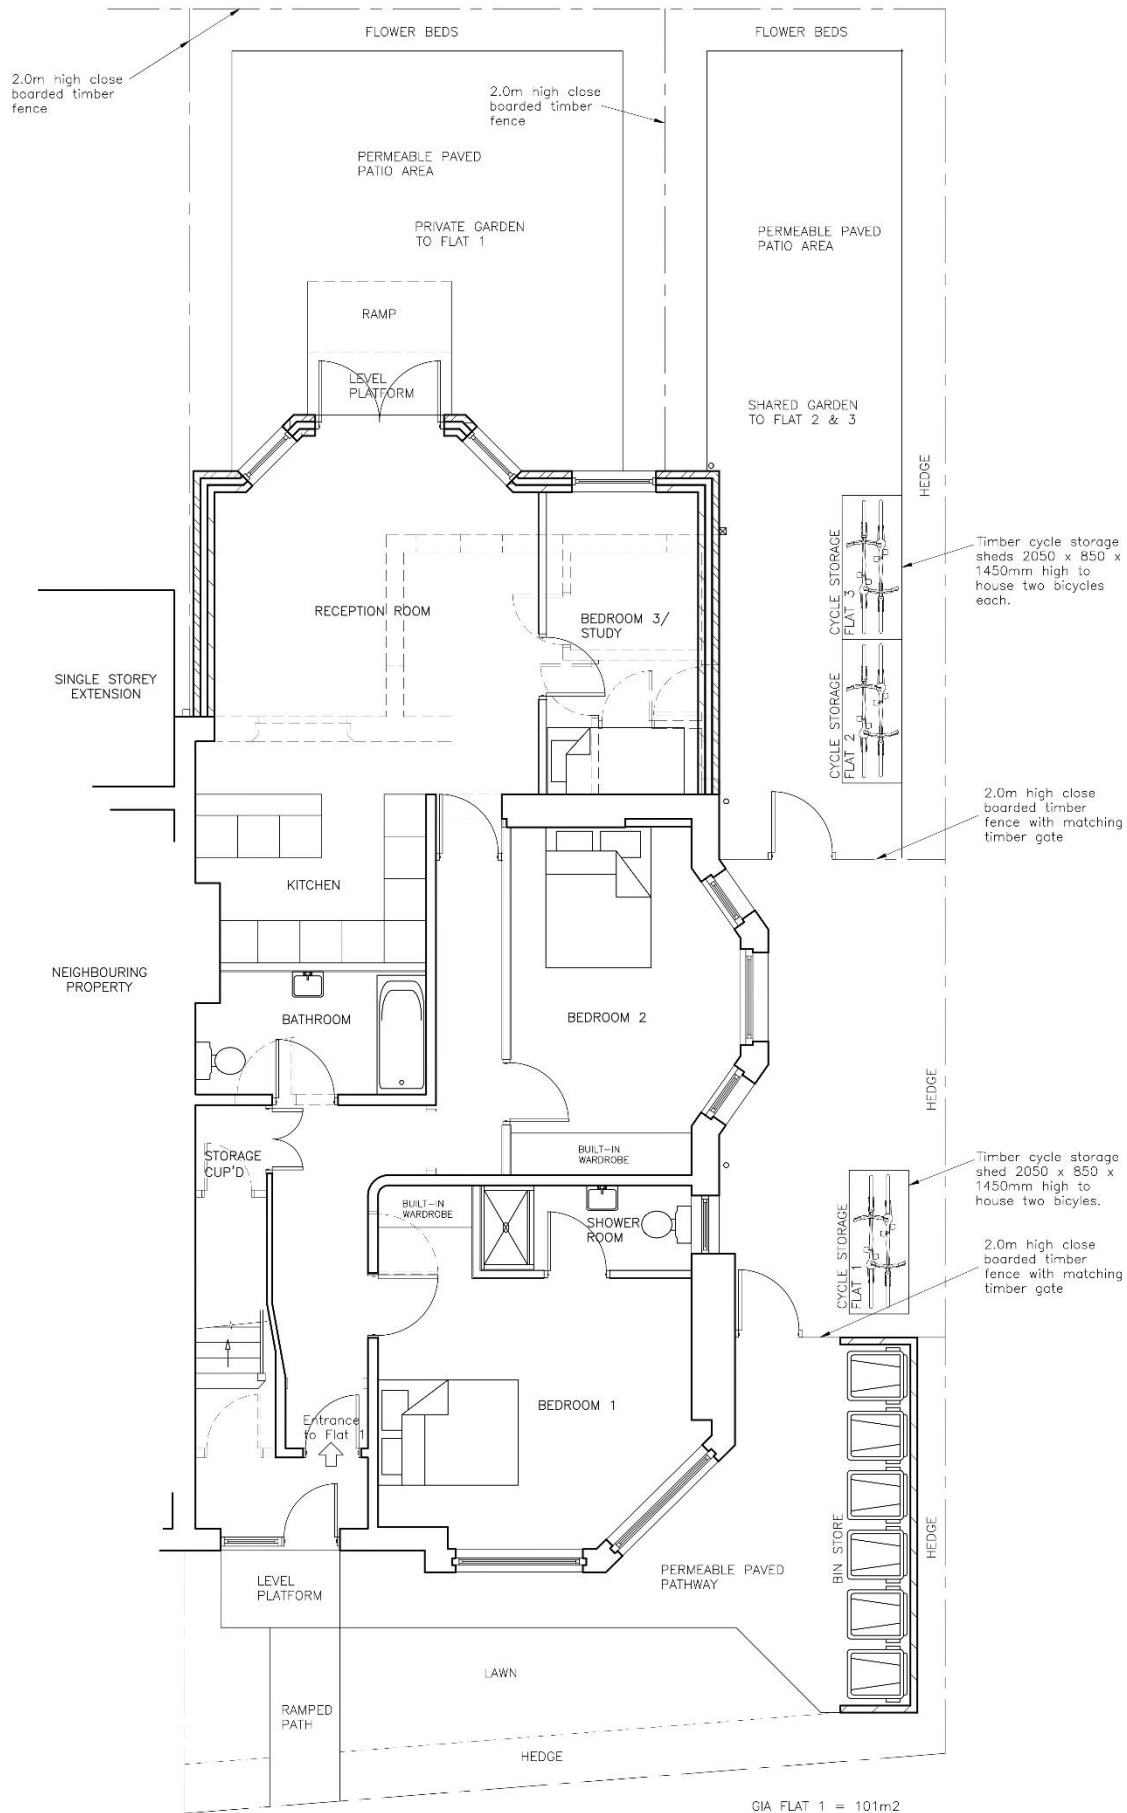 FLOWER BEDS
FLOWER BEDS
2.0m high close
boarded timber
fence
2.0m high close
boarded timber
fence
PERMEABLE PAVED
PATIO AREA
PRIVATE GARDEN
TO FLAT 1
PERMEABLE PAVED
PATIO AREA
RAMP
LEVEL
PLATFORM
SHARED GARDEN
TO FLAT 2 & 3
HEDGE
CYCLE STORAGE
FLAT 3
Timber cycle storage
sheds 2050 x 850 x
1450mm high to
house two bicycles
each.
RECEPTION ROOM
BEDROOM 3/
STUDY
SINGLE STOREY
EXTENSION
CYCLE STORAGE
FLAT 2
2.0m high close
boarded timber
fence with matching
timber gate
KITCHEN
NEIGHBOURING
PROPERTY
BATHROOM
BEDROOM 2
HEDGE
STORAGE
CUP'D
BUILT-IN
WARDROBE
Timber cycle storage
shed 2050 x 850 x
1450mm high to
house two bicyles.
BUILT-IN
WARDROBE
SHOWER
ROOM
CYCLE STORAGE
FLAT 1
2.0m high close
boarded timber
fence with matching
timber gate
BEDROOM 1
Entrance
to Flat 1
BIN STORE
HEDGE
LEVEL
PLATFORM
PERMEABLE PAVED
PATHWAY
LAWN
RAMPED
PATH
HEDGE
GIA FLAT 1 = 101m2